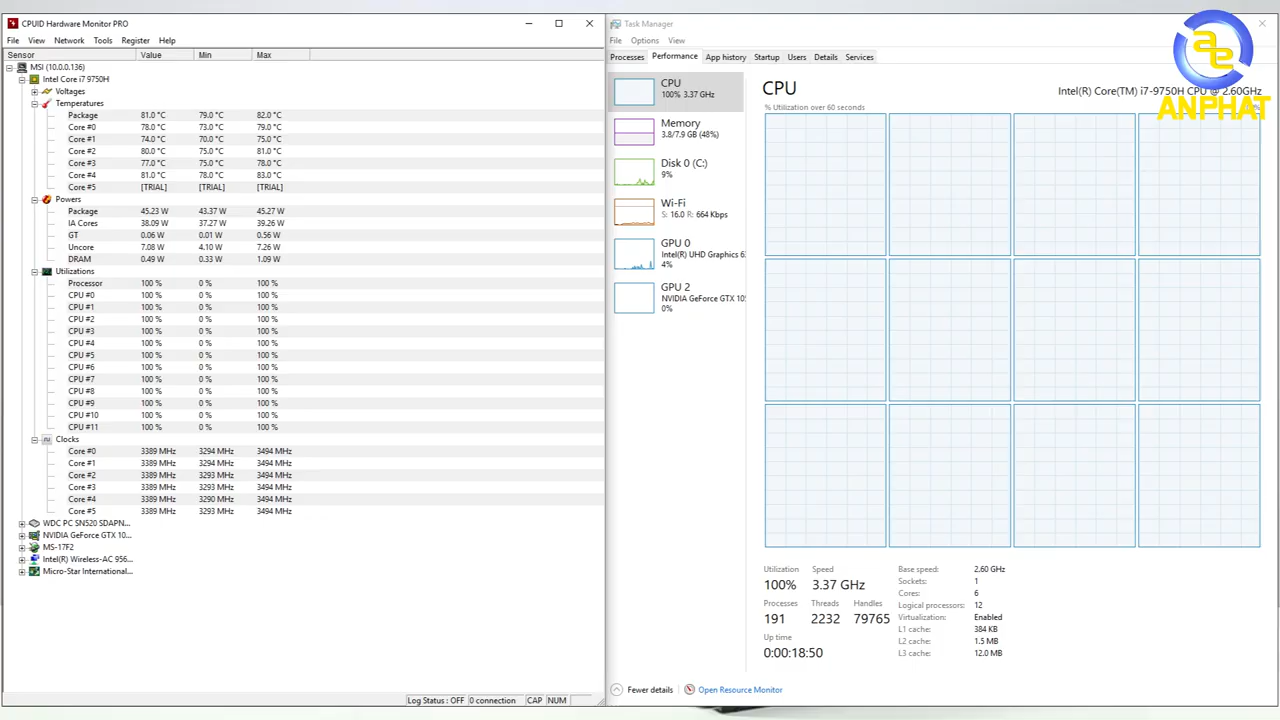 CPUID Hardware Monitor PRO
File View Network Tools Register Help
Sensor Value Min Max
MSI (10.0.0.136)
Intel Core i7 9750H
Voltages
Temperatures
Package 81.0 °C 79.0 °C 82.0 °C
Core #0 78.0 °C 73.0 °C 79.0 °C
Core #1 74.0 °C 70.0 °C 75.0 °C
Core #2 80.0 °C 75.0 °C 81.0 °C
Core #3 77.0 °C 75.0 °C 78.0 °C
Core #4 81.0 °C 78.0 °C 83.0 °C
Core #5 [TRIAL] [TRIAL] [TRIAL]
Powers
Package 45.23 W 43.37 W 45.27 W
IA Cores 38.09 W 37.27 W 39.26 W
GT 0.06 W 0.01 W 0.56 W
Uncore 7.08 W 4.10 W 7.26 W
DRAM 0.49 W 0.33 W 1.09 W
Utilizations
Processor 100 % 0 % 100 %
CPU #0 100 % 0 % 100 %
CPU #1 100 % 0 % 100 %
CPU #2 100 % 0 % 100 %
CPU #3 100 % 0 % 100 %
CPU #4 100 % 0 % 100 %
CPU #5 100 % 0 % 100 %
CPU #6 100 % 0 % 100 %
CPU #7 100 % 0 % 100 %
CPU #8 100 % 0 % 100 %
CPU #9 100 % 0 % 100 %
CPU #10 100 % 0 % 100 %
CPU #11 100 % 0 % 100 %
Clocks
Core #0 3389 MHz 3294 MHz 3494 MHz
Core #1 3389 MHz 3294 MHz 3494 MHz
Core #2 3389 MHz 3293 MHz 3494 MHz
Core #3 3389 MHz 3293 MHz 3494 MHz
Core #4 3389 MHz 3290 MHz 3494 MHz
Core #5 3389 MHz 3293 MHz 3494 MHz
WDC PC SN520 SDAPN...
NVIDIA GeForce GTX 10...
MS-17F2
Intel(R) Wireless-AC 956...
Micro-Star International...
Log Status : OFF 0 connection CAP NUM
Task Manager
File Options View
Processes Performance App history Startup Users Details Services
CPU
100% 3.37 GHz
Memory
3.8/7.9 GB (48%)
Disk 0 (C:)
9%
Wi-Fi
S: 16.0 R: 664 Kbps
GPU 0
Intel(R) UHD Graphics 6
4%
GPU 2
NVIDIA GeForce GTX 10
0%
CPU
Intel(R) Core(TM) i7-9750H CPU @ 2.60GHz
% Utilization over 60 seconds
ANPHAT
Utilization Speed
100% 3.37 GHz
Processes Threads Handles
191 2232 79765
Up time
0:00:18:50
Base speed: 2.60 GHz
Sockets: 1
Cores: 6
Logical processors: 12
Virtualization: Enabled
L1 cache: 384 KB
L2 cache: 1.5 MB
L3 cache: 12.0 MB
Fewer details Open Resource Monitor